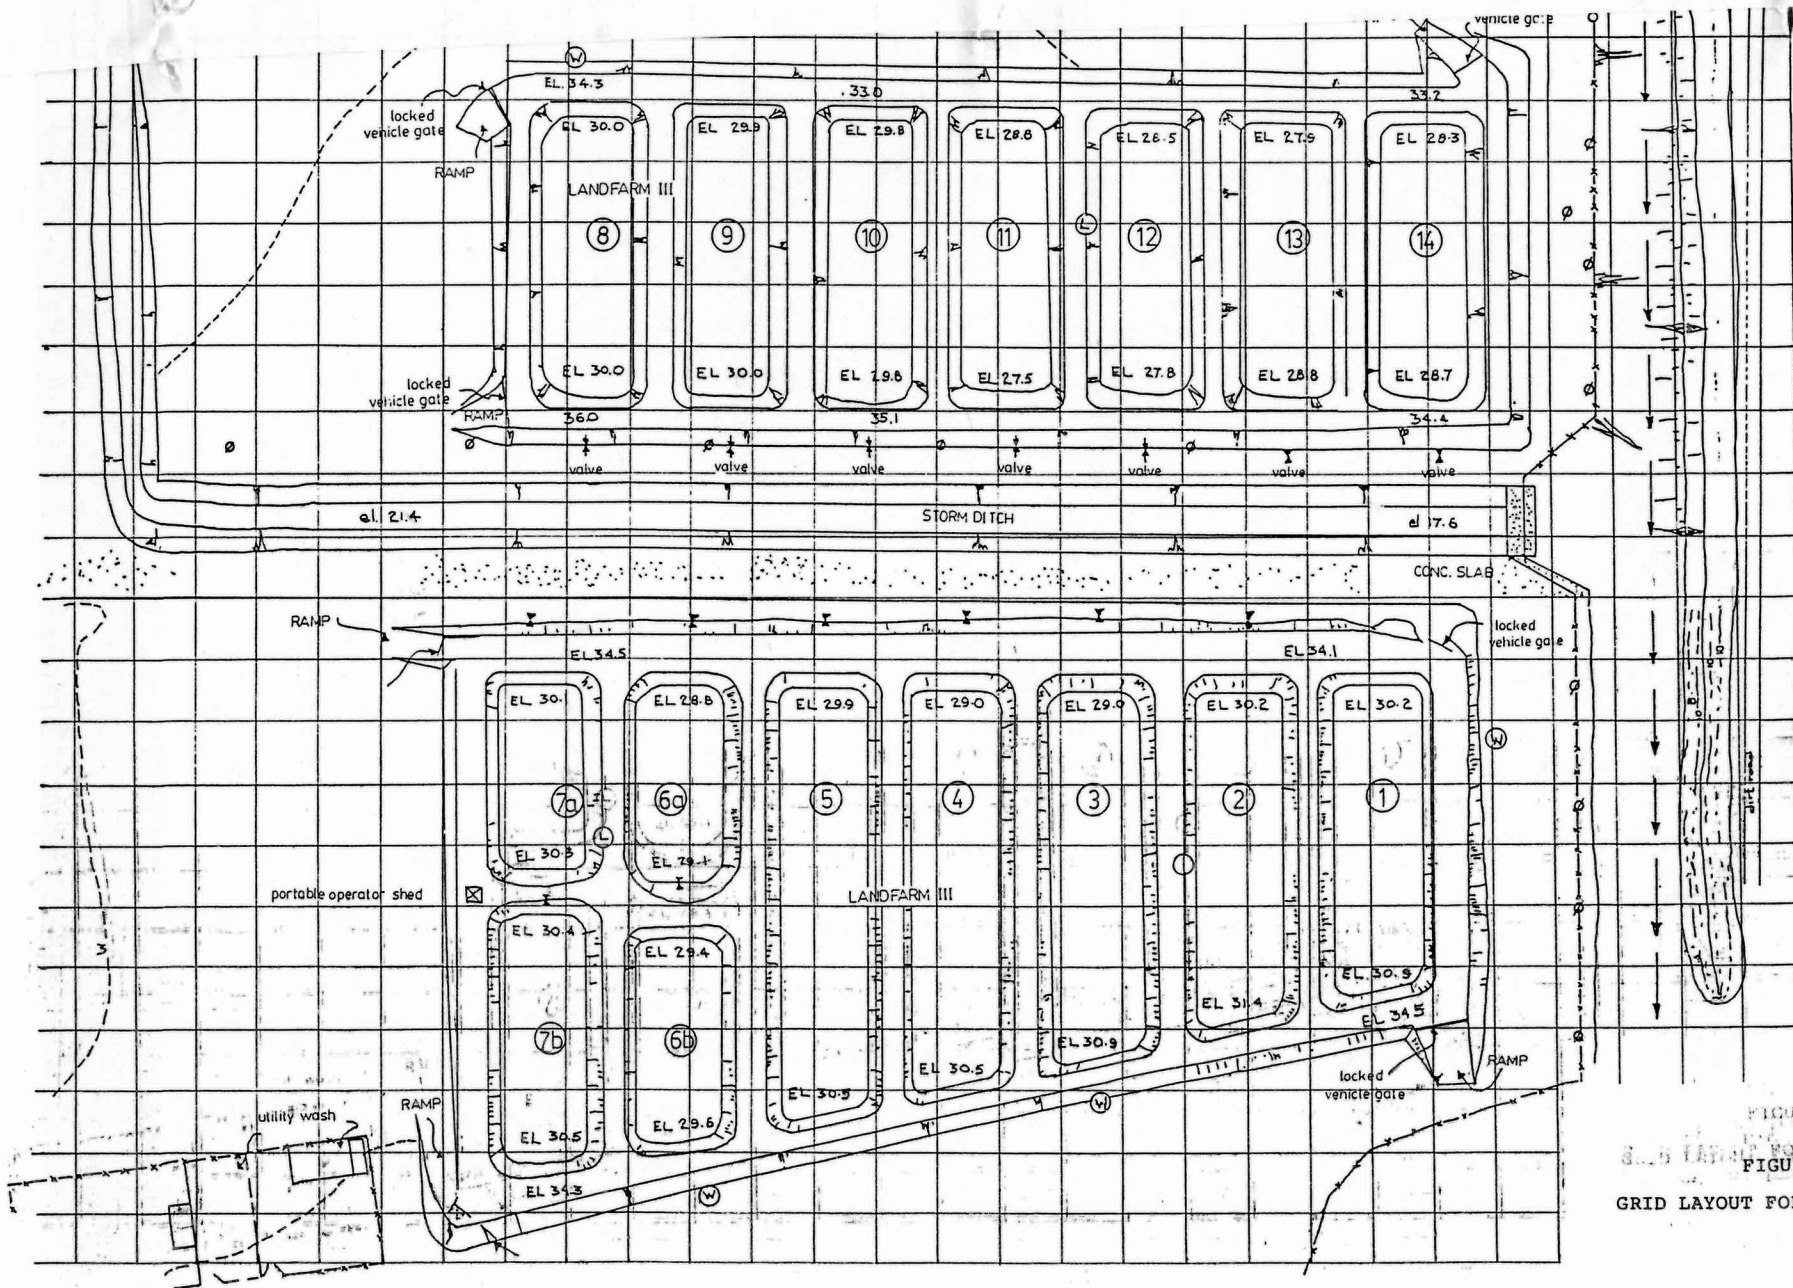 vehicle gate
W
EL. 34.3
.33.0
33.2
locked
vehicle gate
RAMP
EL 30.0
EL 29.9
EL 29.8
EL 28.8
EL 28.5
EL 27.9
EL 28.3
LANDFARM III
8
9
10
11
L
12
13
14
EL 30.0
EL 30.0
EL 29.8
EL 27.5
EL 27.8
EL 28.8
EL 28.7
locked
vehicle gate
RAMP
36.0
35.1
34.4
valve
valve
valve
valve
valve
valve
valve
el. 21.4
STORM DITCH
el 17.6
CONC. SLAB
RAMP
locked
vehicle gate
EL 34.5
EL 34.1
EL 30.1
EL 28.8
EL 29.9
EL 29.0
EL 29.0
EL 30.2
EL 30.2
W
7a
6a
5
4
3
2
1
dirt road
L
EL 30.3
EL 29.1
portable operator shed
LANDFARM III
EL 30.4
EL 29.4
EL 30.9
EL 31.4
EL 34.5
7b
6b
EL 30.9
EL 30.5
EL 30.5
locked
vehicle gate
RAMP
W
RAMP
utility wash
EL 30.5
EL 29.6
EL 34.3
W
FIGU
GRID LAYOUT FO